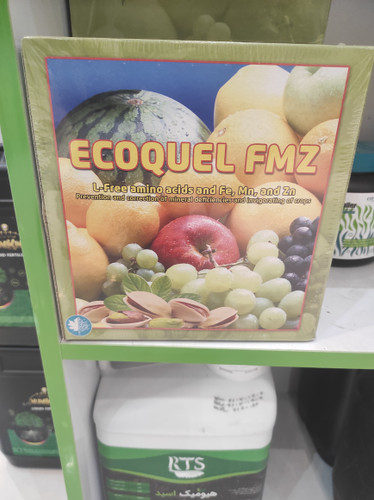 ECOQUEL FMZ
L-Free amino acids and Fe, Mn, and Zn
Prevention and correction of mineral deficiencies and invigorating of crops
RTS
هیومیک اسید